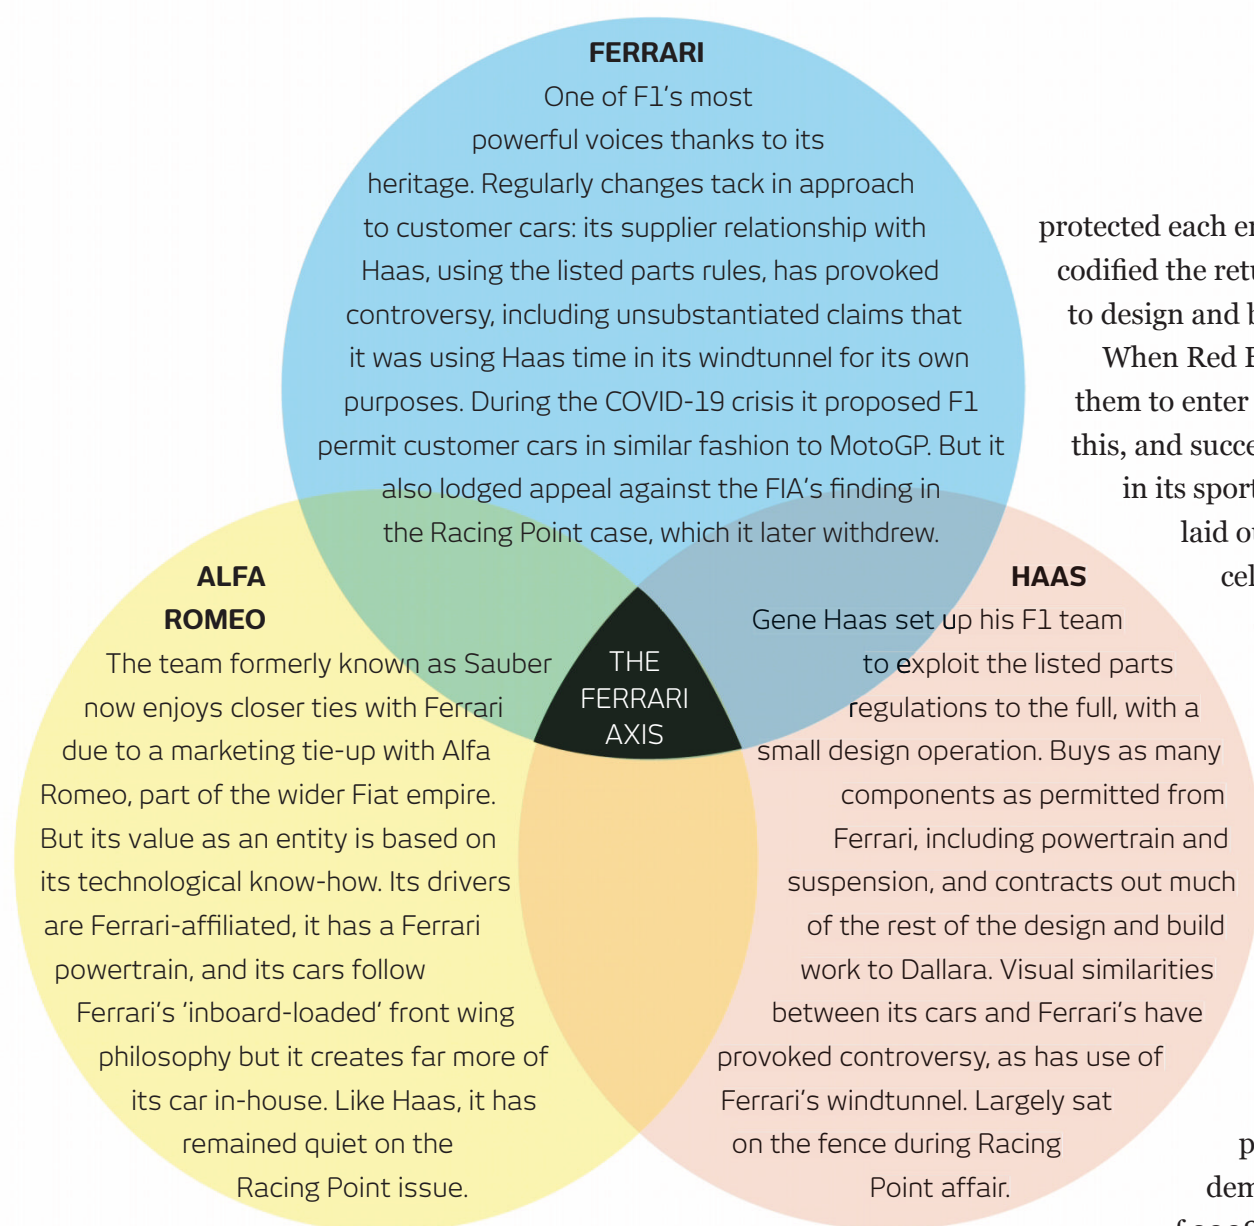 FERRARI
One of F1's most
powerful voices thanks to its
heritage. Regularly changes tack in approach
to customer cars: its supplier relationship with
Haas, using the listed parts rules, has provoked
controversy, including unsubstantiated claims that
it was using Haas time in its windtunnel for its own
purposes. During the COVID-19 crisis it proposed F1
permit customer cars in similar fashion to MotoGP. But it
also lodged appeal against the FIA's finding in
the Racing Point case, which it later withdrew.
ALFA
ROMEO
The team formerly known as Sauber
now enjoys closer ties with Ferrari
due to a marketing tie-up with Alfa
Romeo, part of the wider Fiat empire.
But its value as an entity is based on
its technological know-how. Its drivers
are Ferrari-affiliated, it has a Ferrari
powertrain, and its cars follow
Ferrari's 'inboard-loaded' front wing
philosophy but it creates far more of
its car in-house. Like Haas, it has
remained quiet on the
Racing Point issue.
THE
FERRARI
AXIS
HAAS
Gene Haas set up his F1 team
to exploit the listed parts
regulations to the full, with a
small design operation. Buys as many
components as permitted from
Ferrari, including powertrain and
suspension, and contracts out much
of the rest of the design and build
work to Dallara. Visual similarities
between its cars and Ferrari's have
provoked controversy, as has use of
Ferrari's windtunnel. Largely sat
on the fence during Racing
Point affair.
protected each
codified the
to design and
When Red
them to enter
this, and
in its
laid